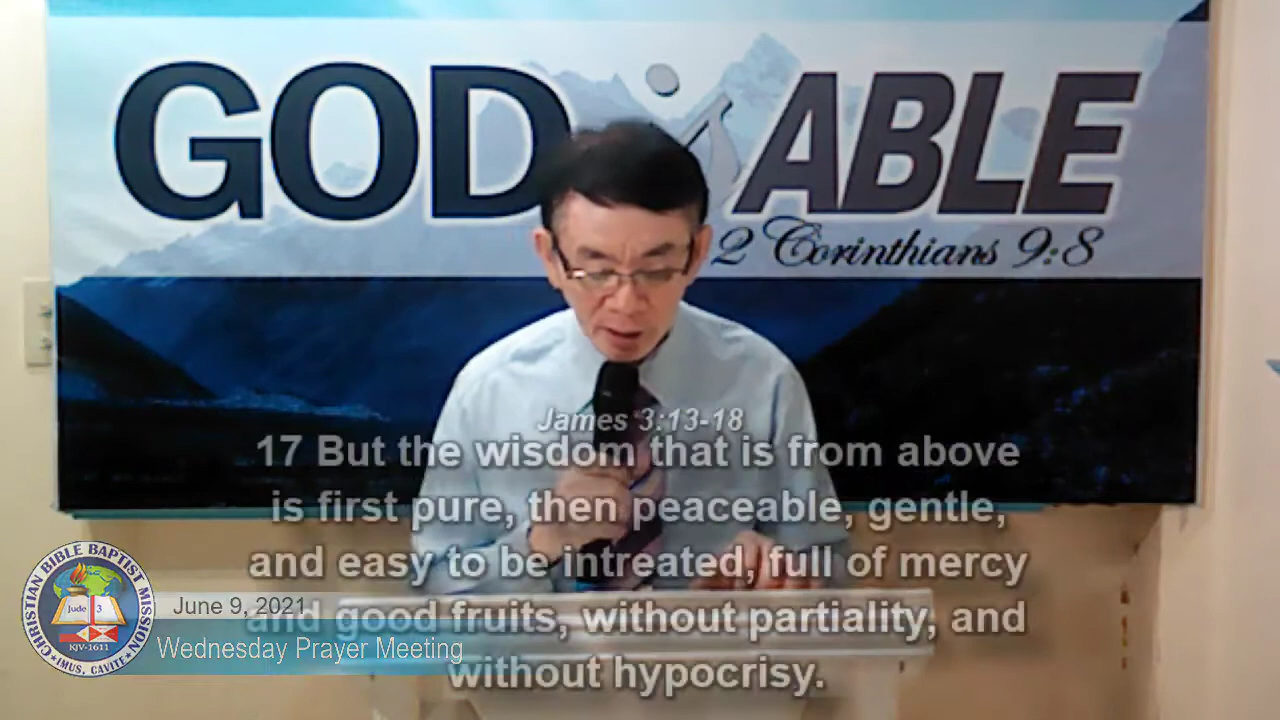 GOD ABLE
2 Corinthians 9:8
James 3:13-18
17 But the wisdom that is from above
is first pure, then peaceable, gentle,
and easy to be intreated, full of mercy
and good fruits, without partiality, and
without hypocrisy.
June 9, 2021
Wednesday Prayer Meeting
CHRISTIAN BIBLE BAPTIST MISSION
Jude 3
KJV-1611
IMUS, CAVITE